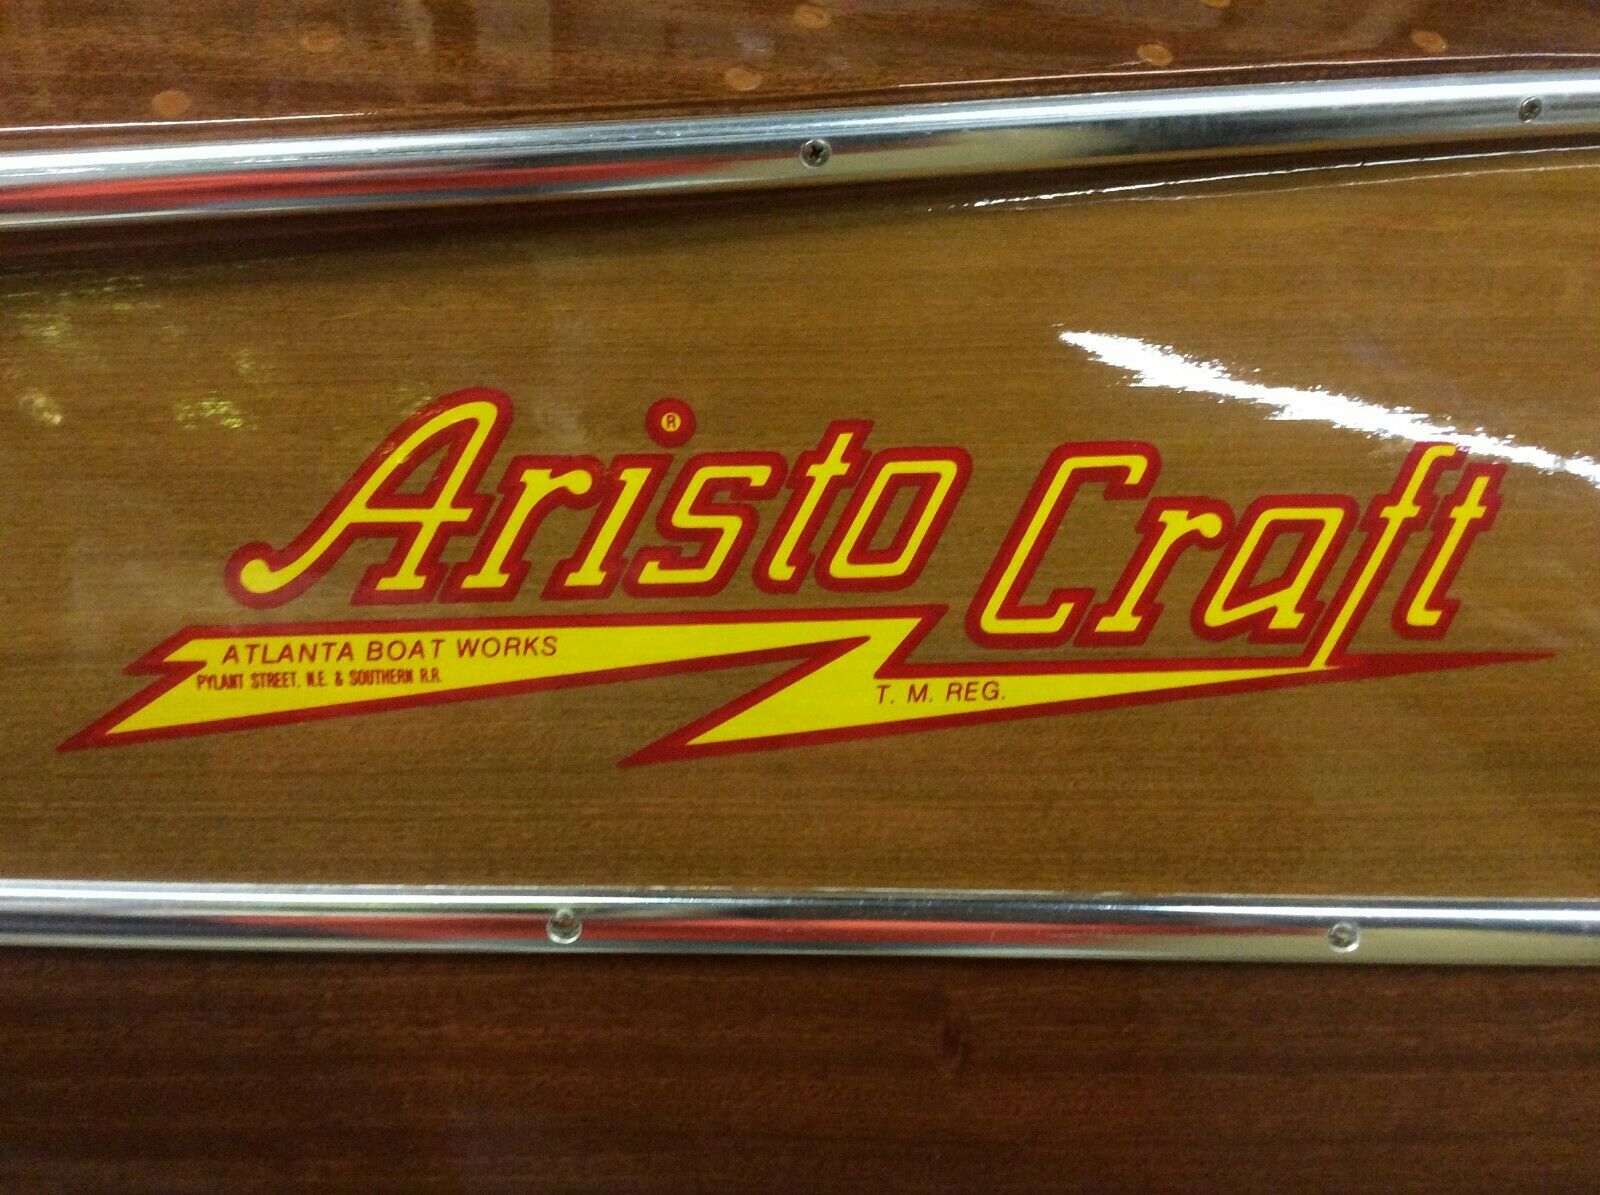 Aristo Craft
®
ATLANTA BOAT WORKS
PYLANT STREET, N.E. & SOUTHERN R.R.
T. M. REG.